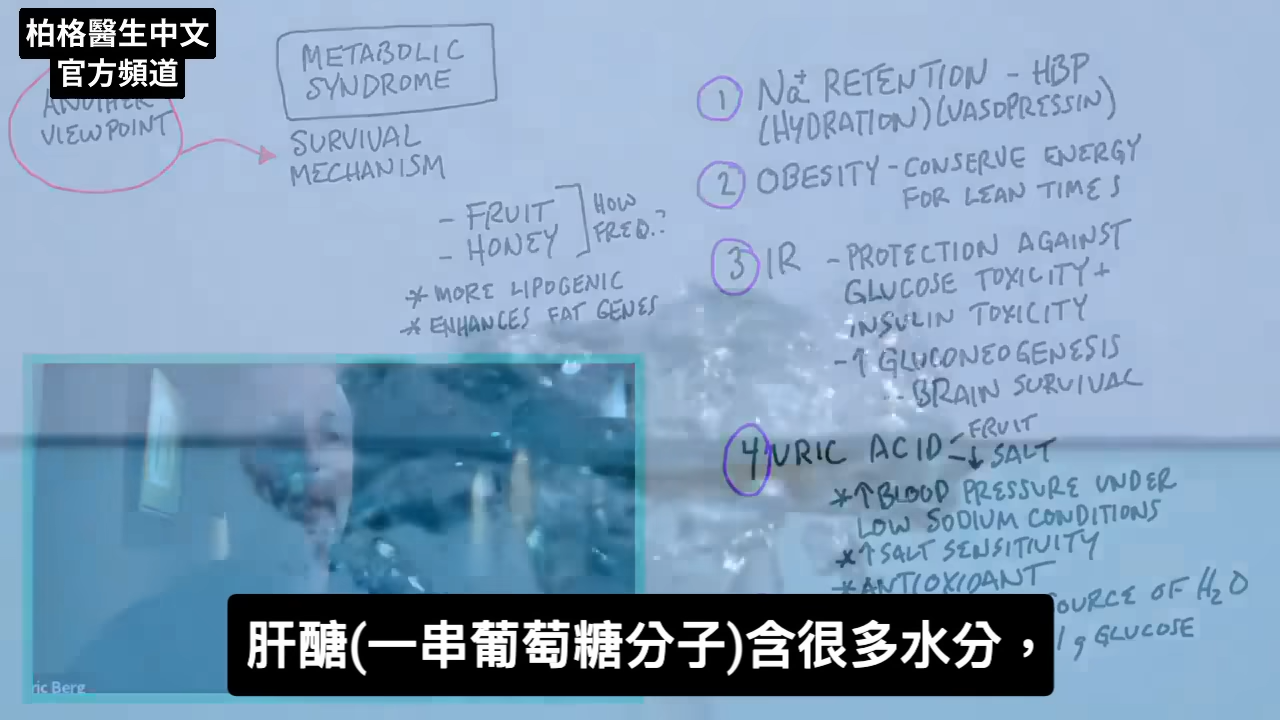 柏格醫生中文
官方頻道
ANOTHER
VIEWPOINT
METABOLIC
SYNDROME
SURVIVAL
MECHANISM
- FRUIT
- HONEY
HOW
FREQ.?
* MORE LIPOGENIC
* ENHANCES FAT GENES
1 Na+ RETENTION - HBP
(HYDRATION)(VASOPRESSIN)
2 OBESITY - CONSERVE ENERGY
FOR LEAN TIMES
3 IR - PROTECTION AGAINST
GLUCOSE TOXICITY +
INSULIN TOXICITY
- ↑ GLUCONEOGENESIS
-- BRAIN SURVIVAL
4 URIC ACID - FRUIT
- ↓ SALT
* ↑ BLOOD PRESSURE UNDER
LOW SODIUM CONDITIONS
* ↑ SALT SENSITIVITY
* ANTIOXIDANT
OURCE OF H2O
/ 1g GLUCOSE
ric Berg
肝醣(一串葡萄糖分子)含很多水分，